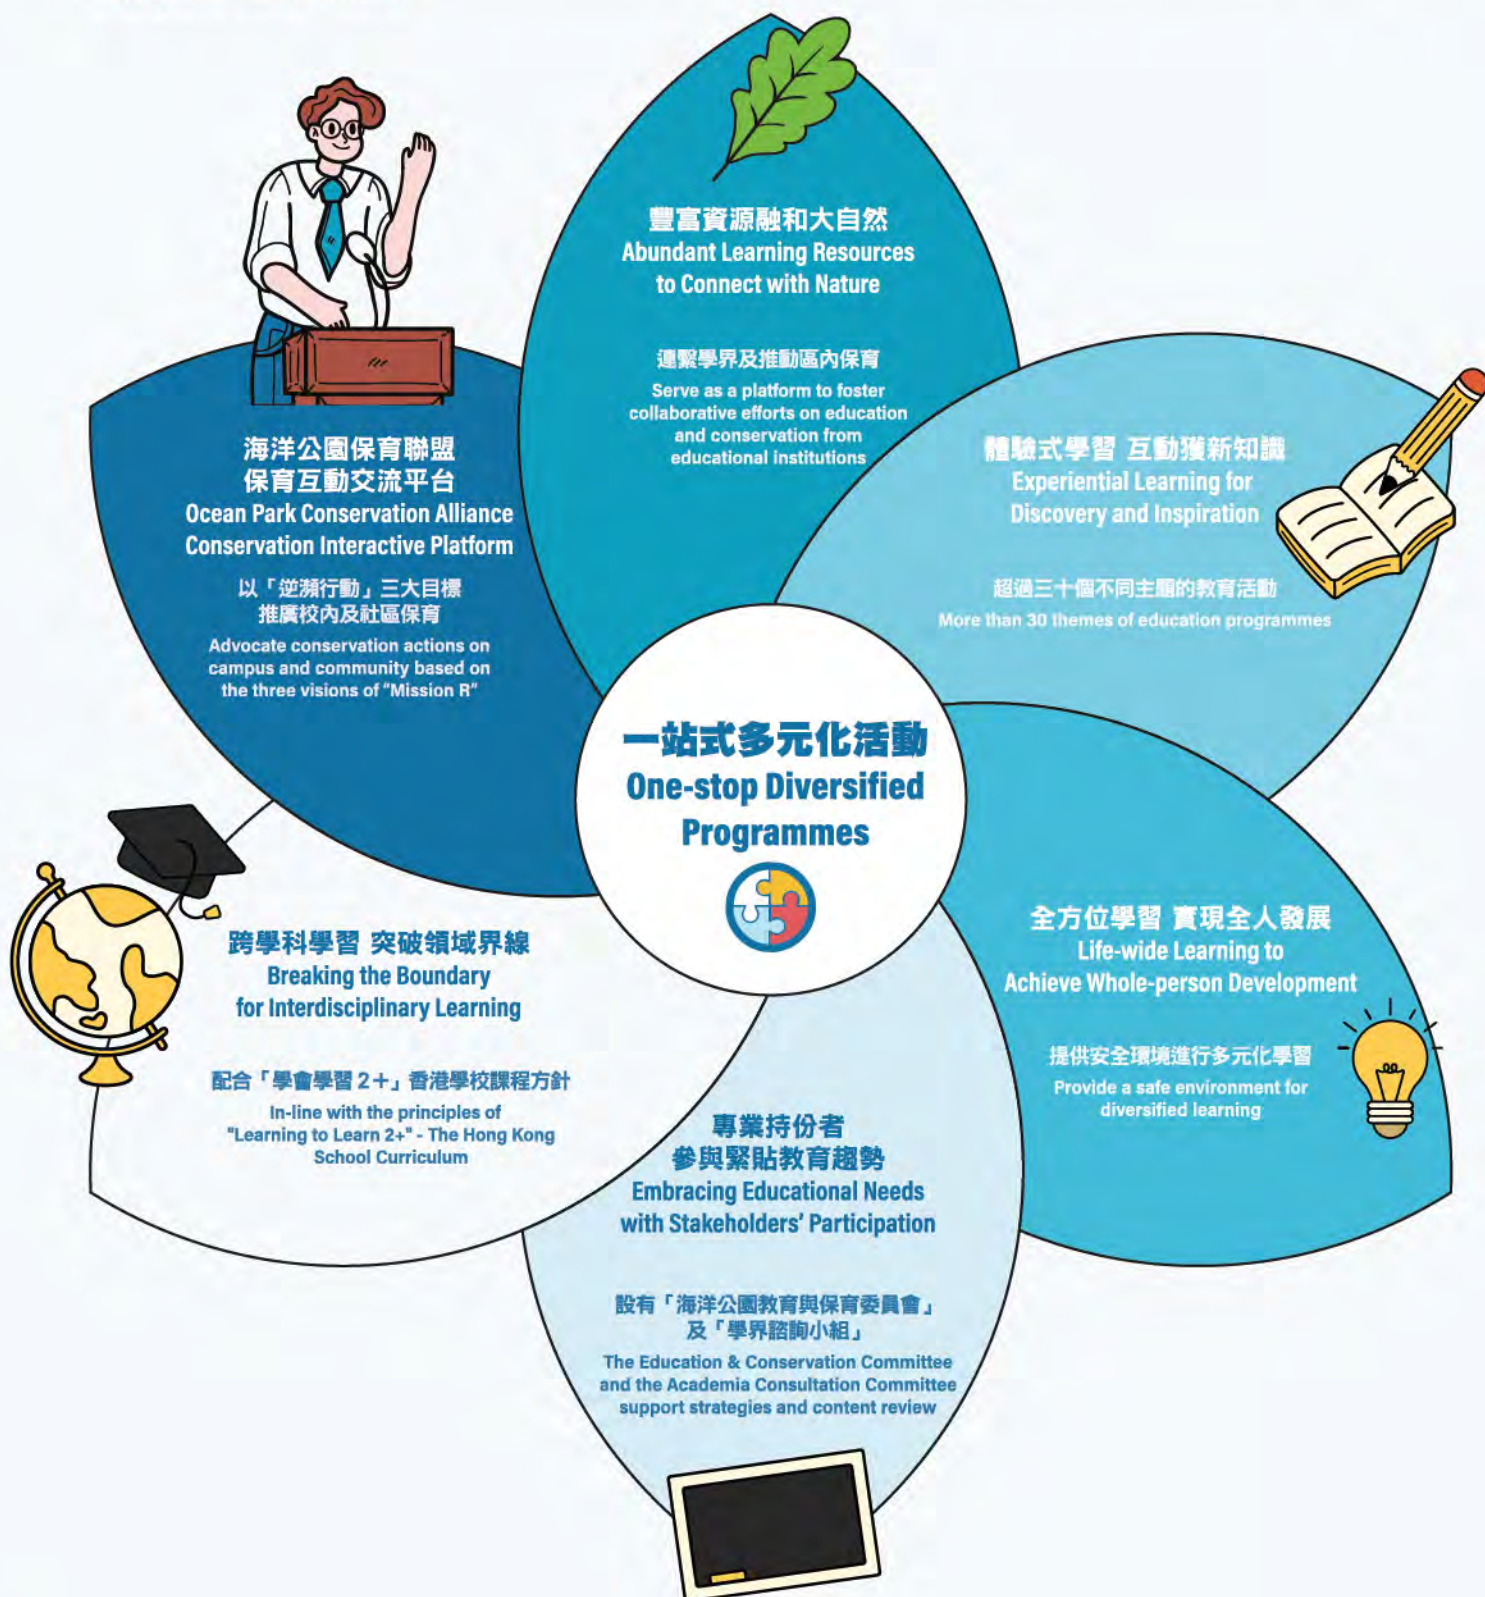 豐富資源融和大自然
Abundant Learning Resources
to Connect with Nature
連繫學界及推動區內保育
Serve as a platform to foster
collaborative efforts on education
and conservation from
educational institutions
體驗式學習 互動獲新知識
Experiential Learning for
Discovery and Inspiration
超過三十個不同主題的教育活動
More than 30 themes of education programmes
全方位學習 實現全人發展
Life-wide Learning to
Achieve Whole-person Development
提供安全環境進行多元化學習
Provide a safe environment for
diversified learning
專業持份者
參與緊貼教育趨勢
Embracing Educational Needs
with Stakeholders' Participation
設有「海洋公園教育與保育委員會」
及「學界諮詢小組」
The Education & Conservation Committee
and the Academia Consultation Committee
support strategies and content review
跨學科學習 突破領域界線
Breaking the Boundary
for Interdisciplinary Learning
配合「學會學習 2+」香港學校課程方針
In-line with the principles of
"Learning to Learn 2+" - The Hong Kong
School Curriculum
海洋公園保育聯盟
保育互動交流平台
Ocean Park Conservation Alliance
Conservation Interactive Platform
以「逆瀕行動」三大目標
推廣校內及社區保育
Advocate conservation actions on
campus and community based on
the three visions of "Mission R"
一站式多元化活動
One-stop Diversified
Programmes